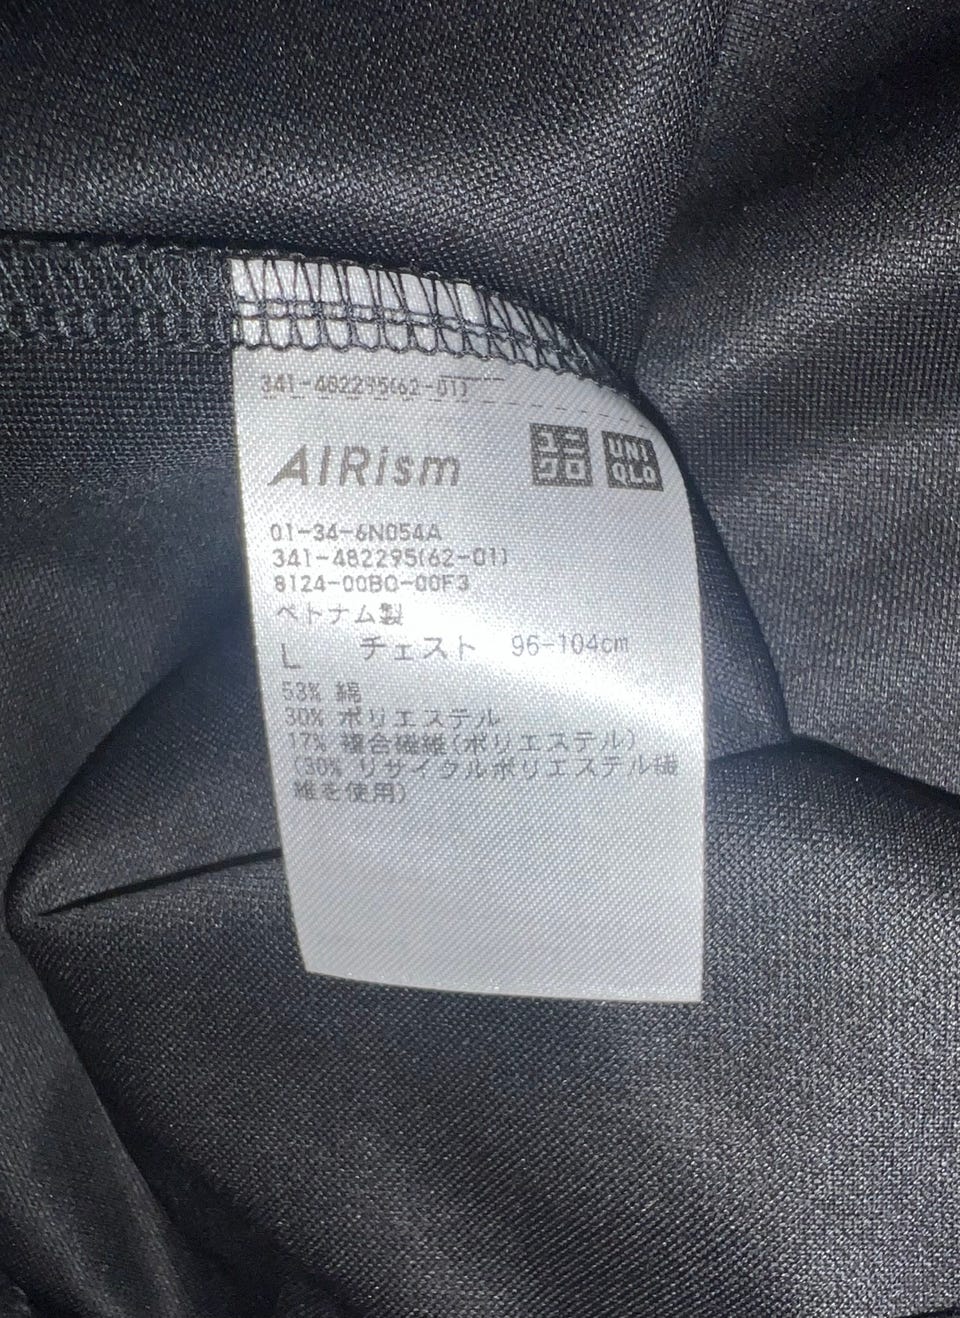 341-482295(62-01)
AIRism
ユニ
クロ
UNI
QLO
01-34-6N054A
341-482295(62-01)
8124-00B0-00F3
ベトナム製
L チェスト 96-104cm
53% 綿
30% ポリエステル
17% 複合繊維(ポリエステル)
(30% リサイクルポリエステル繊
維を使用)